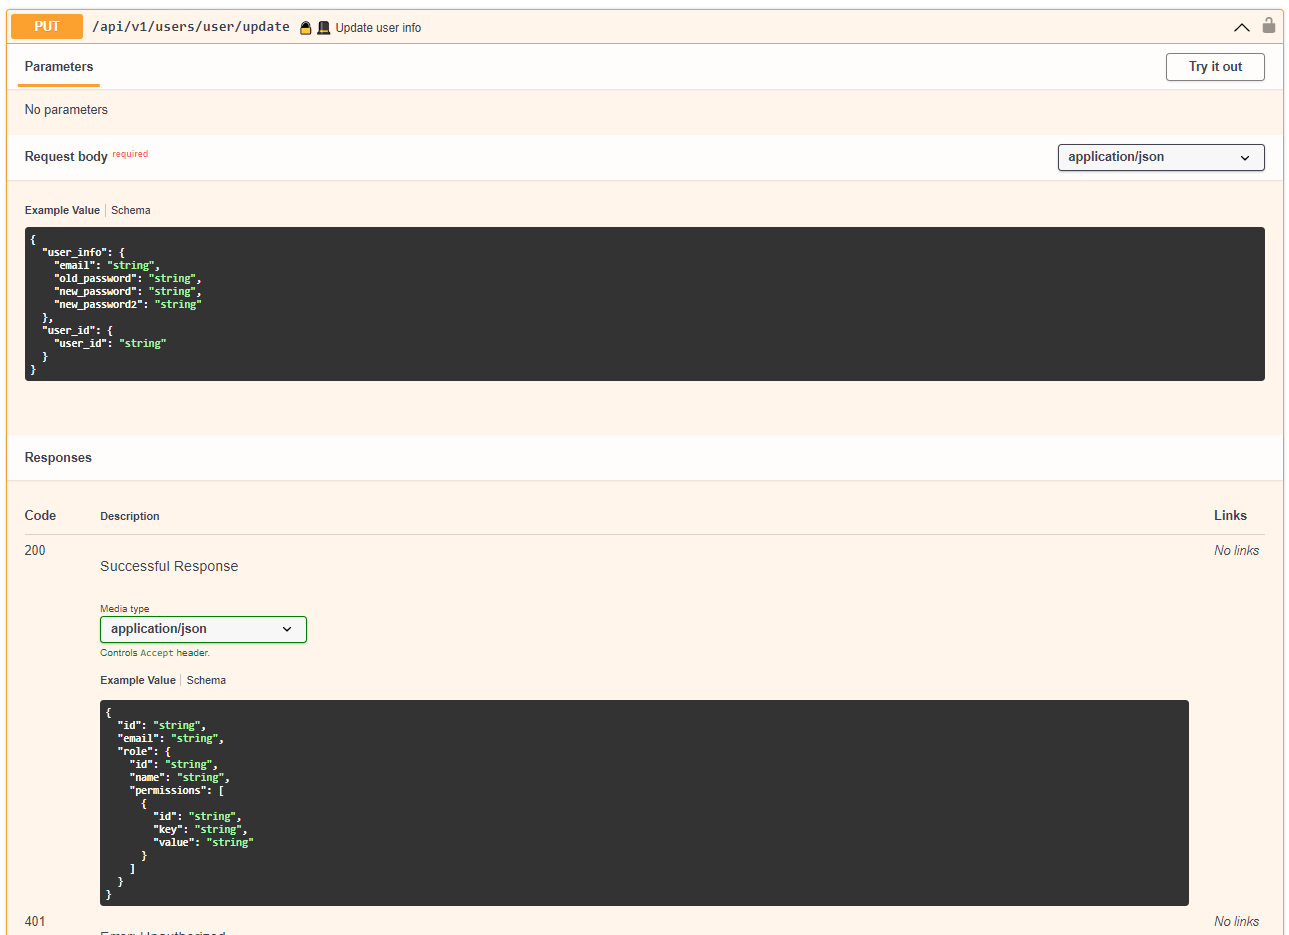 PUT /api/v1/users/user/update Update user info
Parameters
Try it out
No parameters
Request body required
application/json
Example Value | Schema
{
  "user_info": {
    "email": "string",
    "old_password": "string",
    "new_password": "string",
    "new_password2": "string"
  },
  "user_id": {
    "user_id": "string"
  }
}
Responses
Code Description Links
200 No links
Successful Response
Media type
application/json
Controls Accept header.
Example Value | Schema
{
  "id": "string",
  "email": "string",
  "role": {
    "id": "string",
    "name": "string",
    "permissions": [
      {
        "id": "string",
        "key": "string",
        "value": "string"
      }
    ]
  }
}
401 No links
Error: Unauthorized